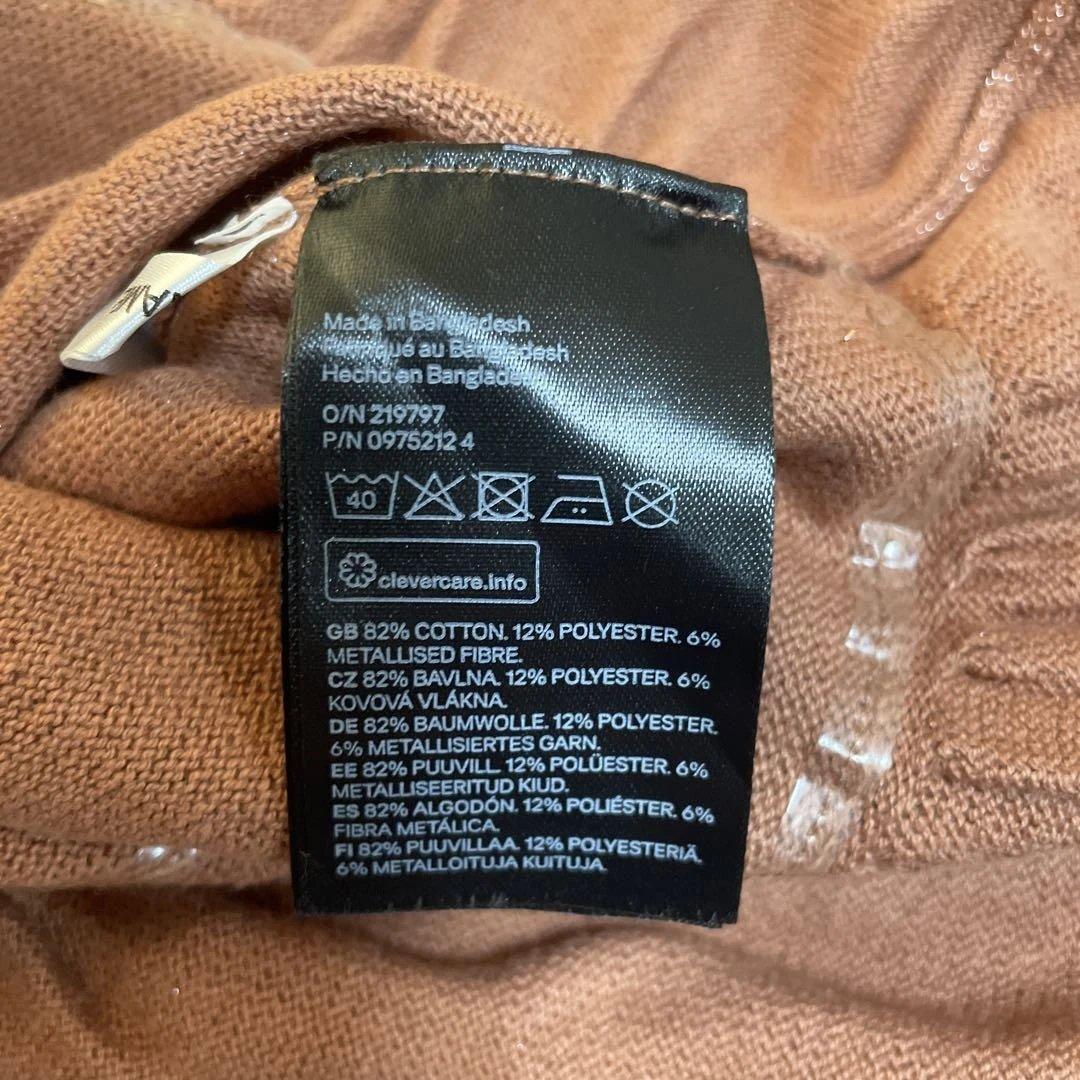 Made in Bangladesh
Fabriqué au Bangladesh
Hecho en Bangladesh
O/N 219797
P/N 0975212 4
40
clevercare.info
GB 82% COTTON. 12% POLYESTER. 6%
METALLISED FIBRE.
CZ 82% BAVLNA. 12% POLYESTER. 6%
KOVOVÁ VLÁKNA.
DE 82% BAUMWOLLE. 12% POLYESTER.
6% METALLISIERTES GARN.
EE 82% PUUVILL. 12% POLÜESTER. 6%
METALLISEERITUD KIUD.
ES 82% ALGODÓN. 12% POLIÉSTER. 6%
FIBRA METÁLICA.
FI 82% PUUVILLAA. 12% POLYESTERIÄ.
6% METALLOITUJA KUITUJA.